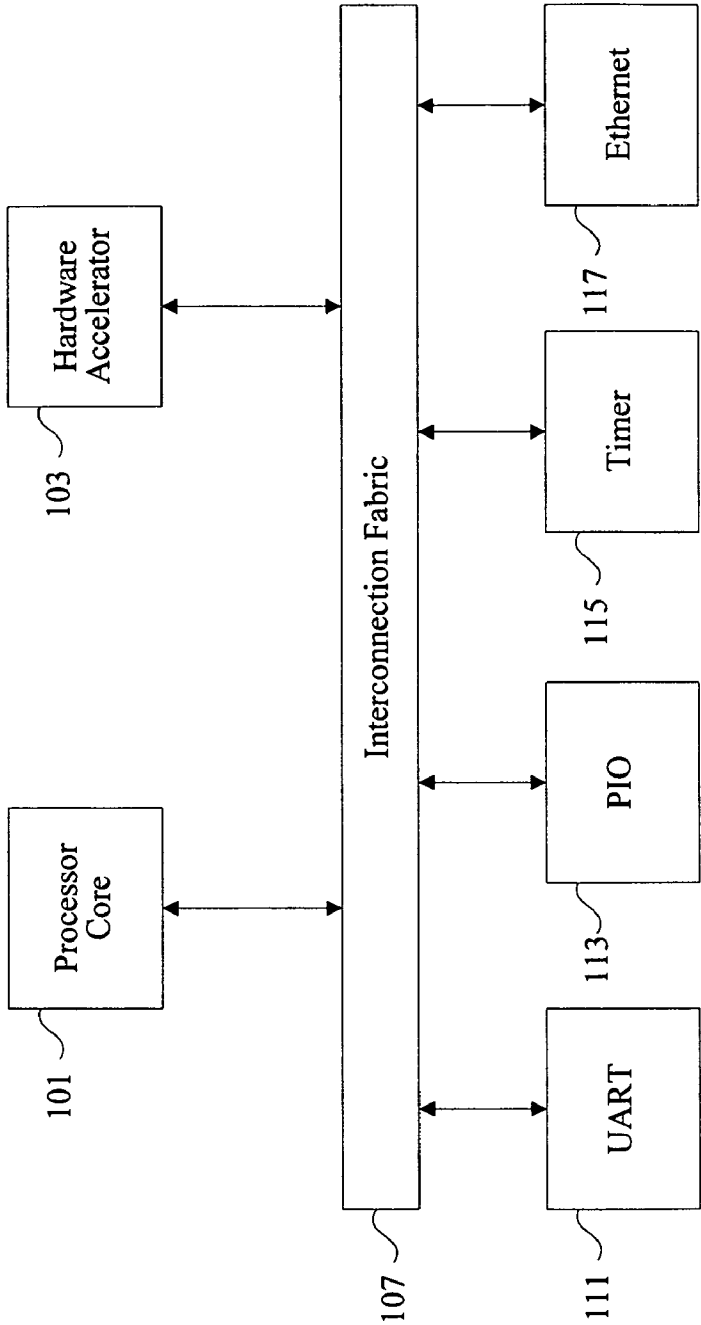 Processor
Core
101
Hardware
Accelerator
103
Interconnection Fabric
107
UART
111
PIO
113
Timer
115
Ethernet
117